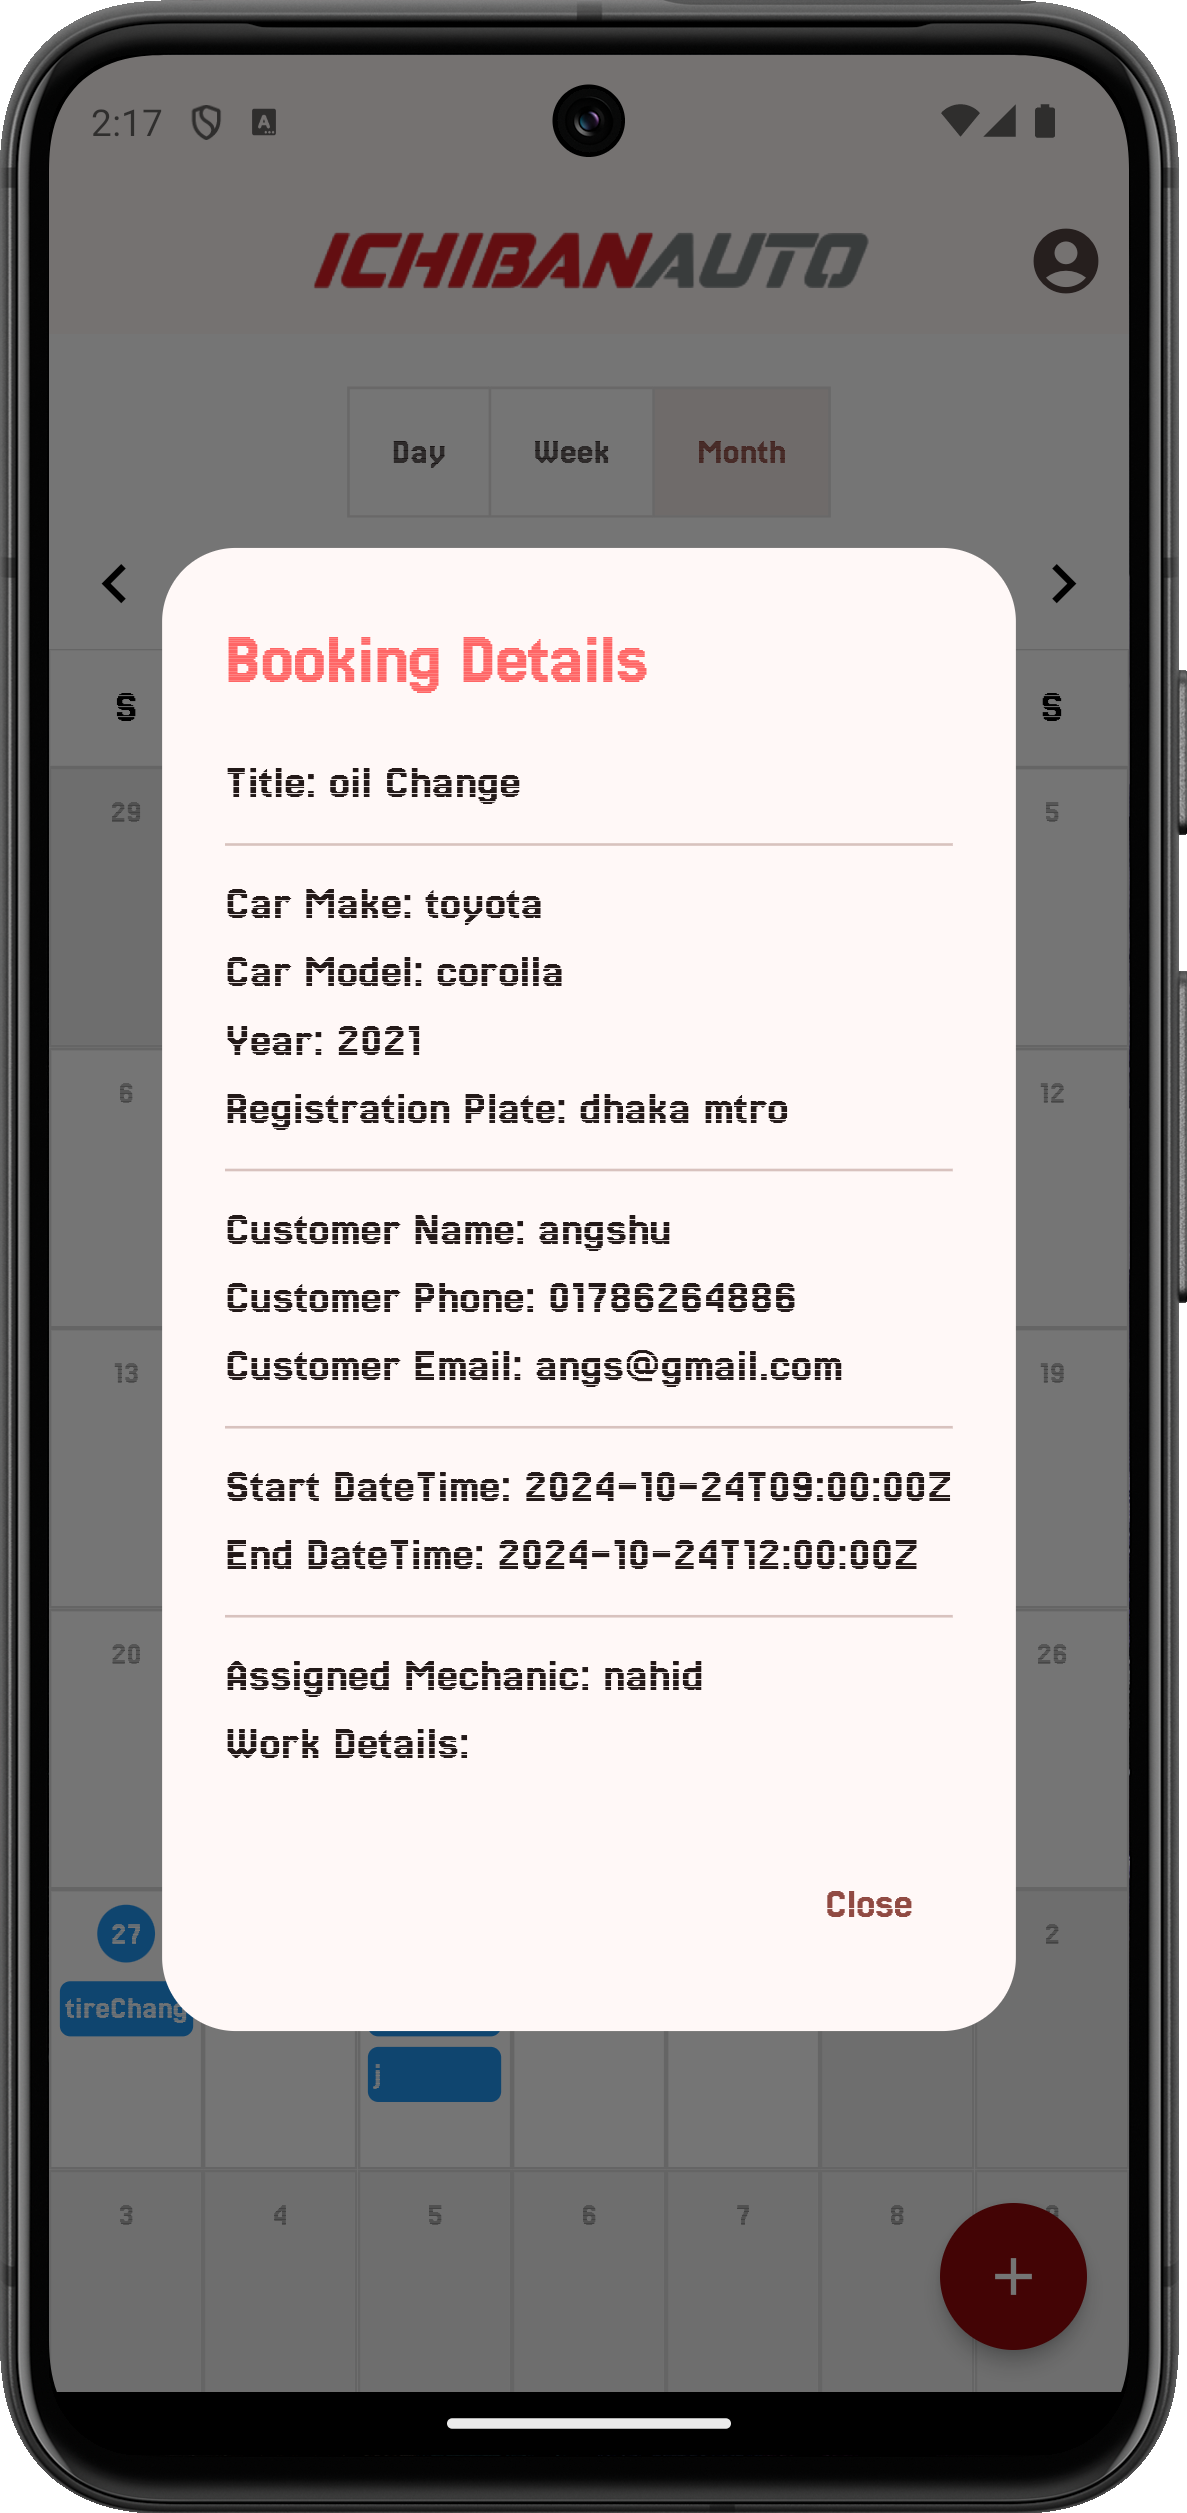 2:17
A
ICHIBANAUTO
Day Week Month
S S
Booking Details
Title: oil Change
29 5
Car Make: toyota
Car Model: corolla
Year: 2021
6 12
Registration Plate: dhaka mtro
Customer Name: angshu
Customer Phone: 01786264886
13 19
Customer Email: angs@gmail.com
Start DateTime: 2024-10-24T09:00:00Z
End DateTime: 2024-10-24T12:00:00Z
20 26
Assigned Mechanic: nahid
Work Details:
Close
27 2
tireChang
j
3 4 5 6 7 8 9
+